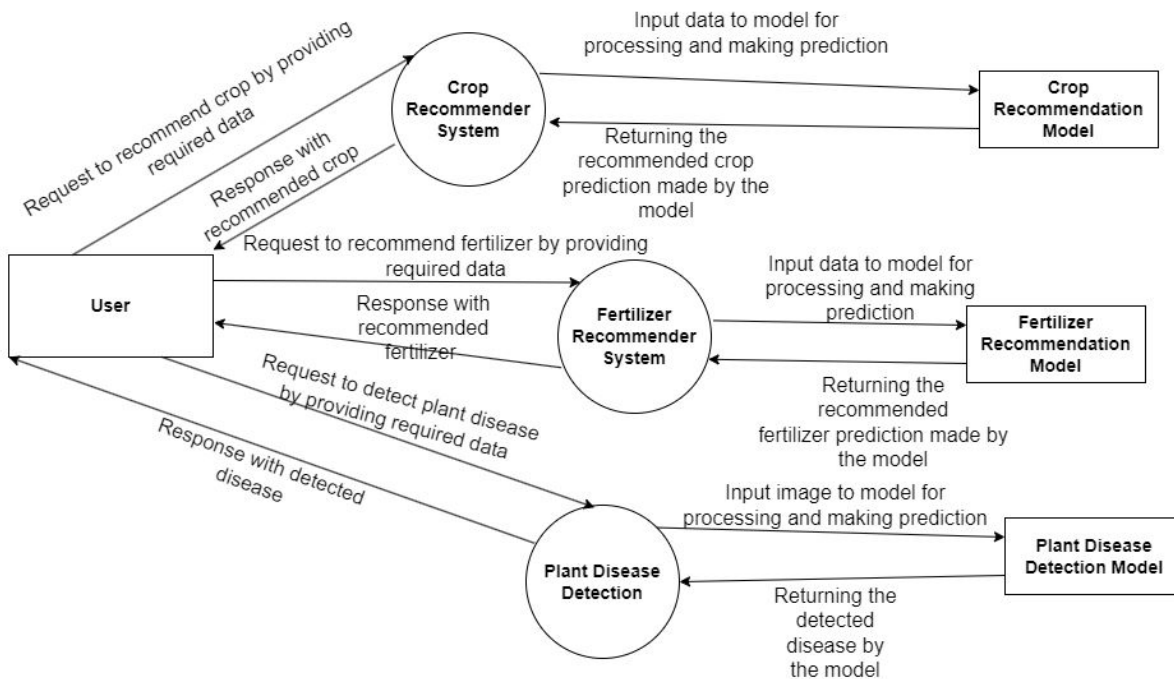 Request to recommend crop by providing
required data
Crop
Recommender
System
Input data to model for
processing and making prediction
Crop
Recommendation
Model
Returning the
recommended crop
prediction made by the
model
Response with
recommended crop
User
Request to recommend fertilizer by providing
required data
Fertilizer
Recommender
System
Input data to model for
processing and making
prediction
Fertilizer
Recommendation
Model
Returning the
recommended
fertilizer prediction made by
the model
Response with
recommended
fertilizer
Request to detect plant disease
by providing required data
Plant Disease
Detection
Input image to model for
processing and making prediction
Plant Disease
Detection Model
Returning the
detected
disease by
the model
Response with detected
disease